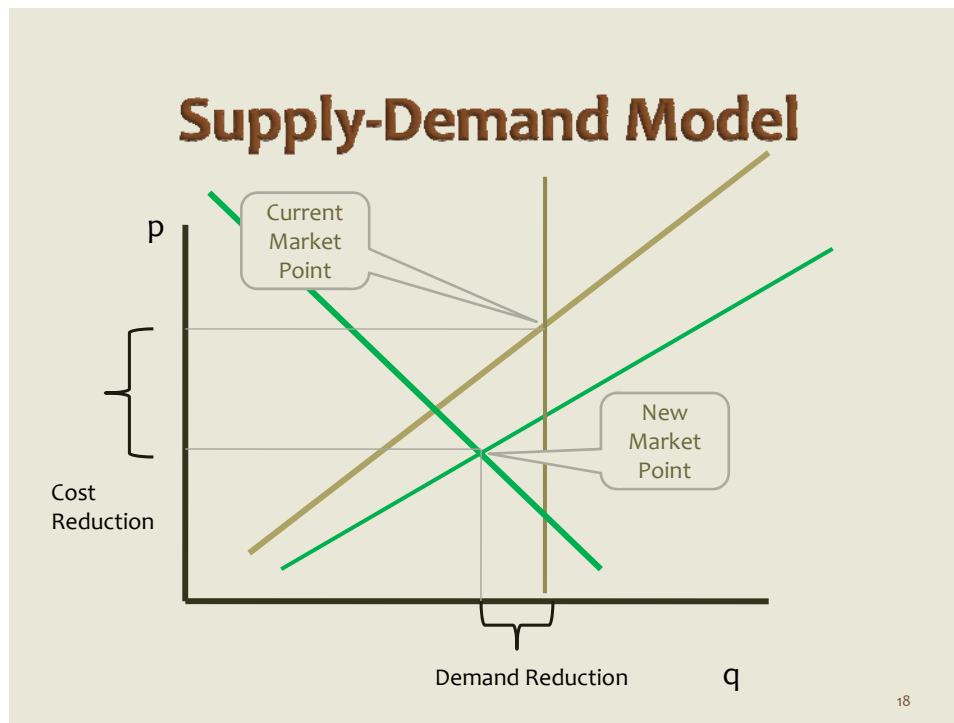 Supply-Demand Model
p
Current
Market
Point
New
Market
Point
Cost
Reduction
Demand Reduction
q
18